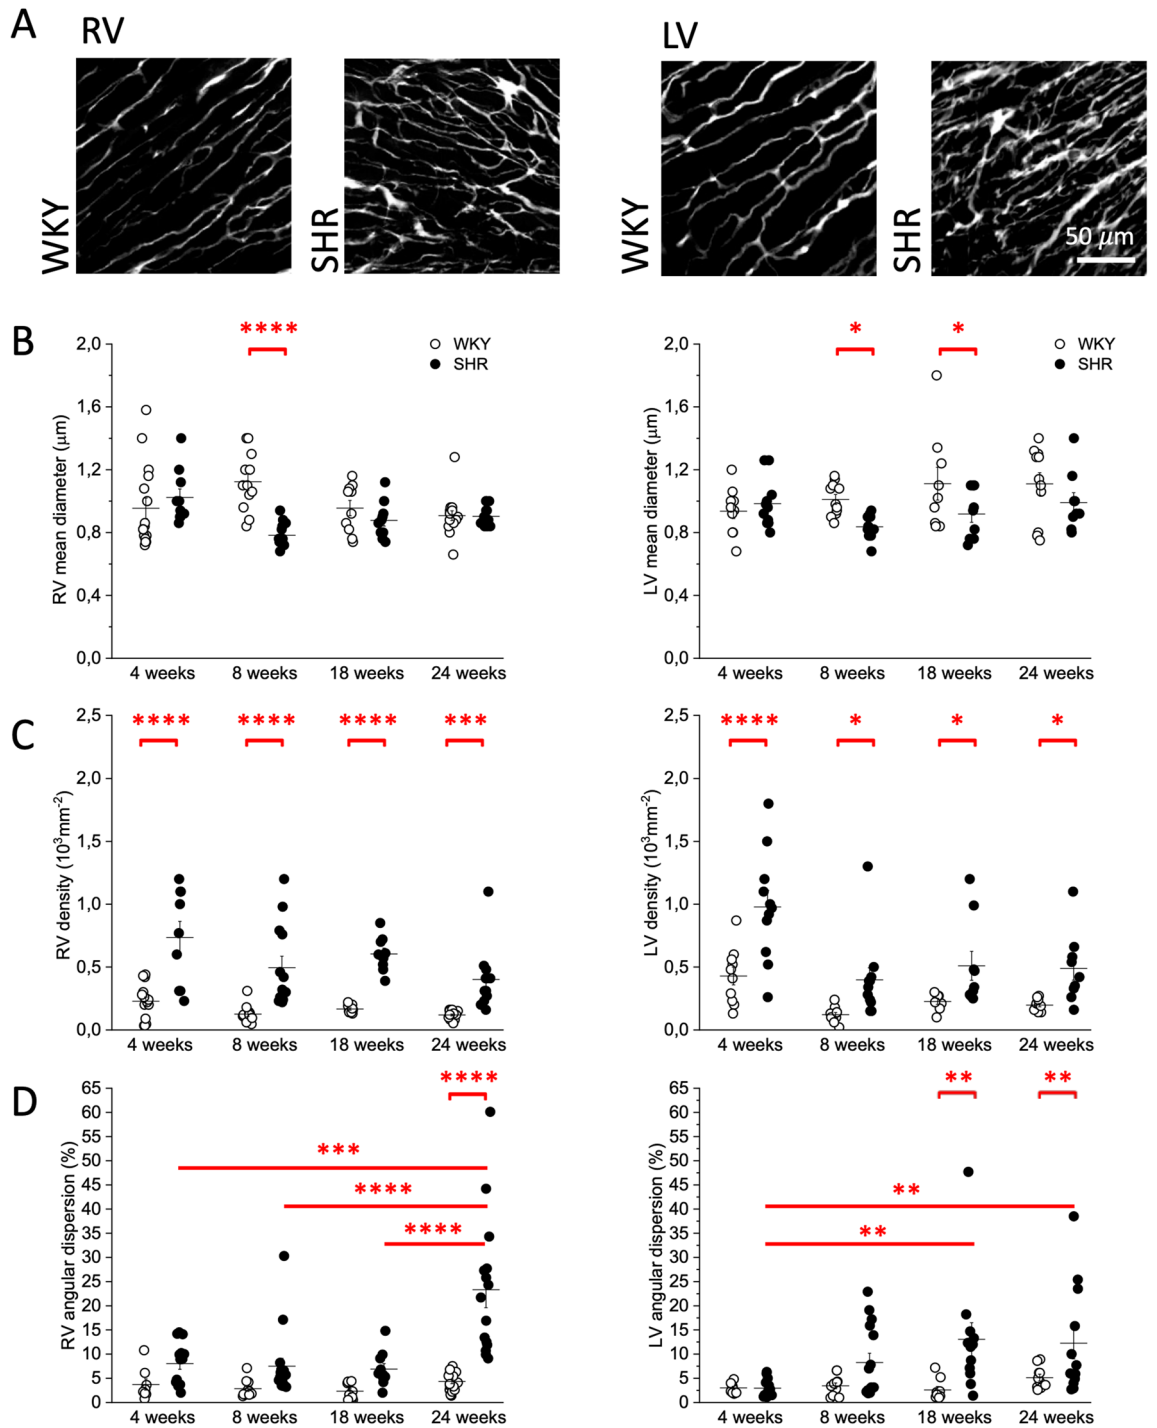 A
RV
LV
WKY
SHR
WKY
SHR
50 μm
B
****
WKY
SHR
2,0
1,6
1,2
0,8
0,4
0,0
RV mean diameter (μm)
4 weeks 8 weeks 18 weeks 24 weeks
* *
WKY
SHR
2,0
1,6
1,2
0,8
0,4
0,0
LV mean diameter (μm)
4 weeks 8 weeks 18 weeks 24 weeks
C
**** **** **** ***
2,5
2,0
1,5
1,0
0,5
0,0
RV density (10³mm⁻²)
4 weeks 8 weeks 18 weeks 24 weeks
**** * * *
2,5
2,0
1,5
1,0
0,5
0,0
LV density (10³mm⁻²)
4 weeks 8 weeks 18 weeks 24 weeks
D
****
***
****
****
65
60
55
50
45
40
35
30
25
20
15
10
5
0
RV angular dispersion (%)
4 weeks 8 weeks 18 weeks 24 weeks
** **
**
**
65
60
55
50
45
40
35
30
25
20
15
10
5
0
LV angular dispersion (%)
4 weeks 8 weeks 18 weeks 24 weeks